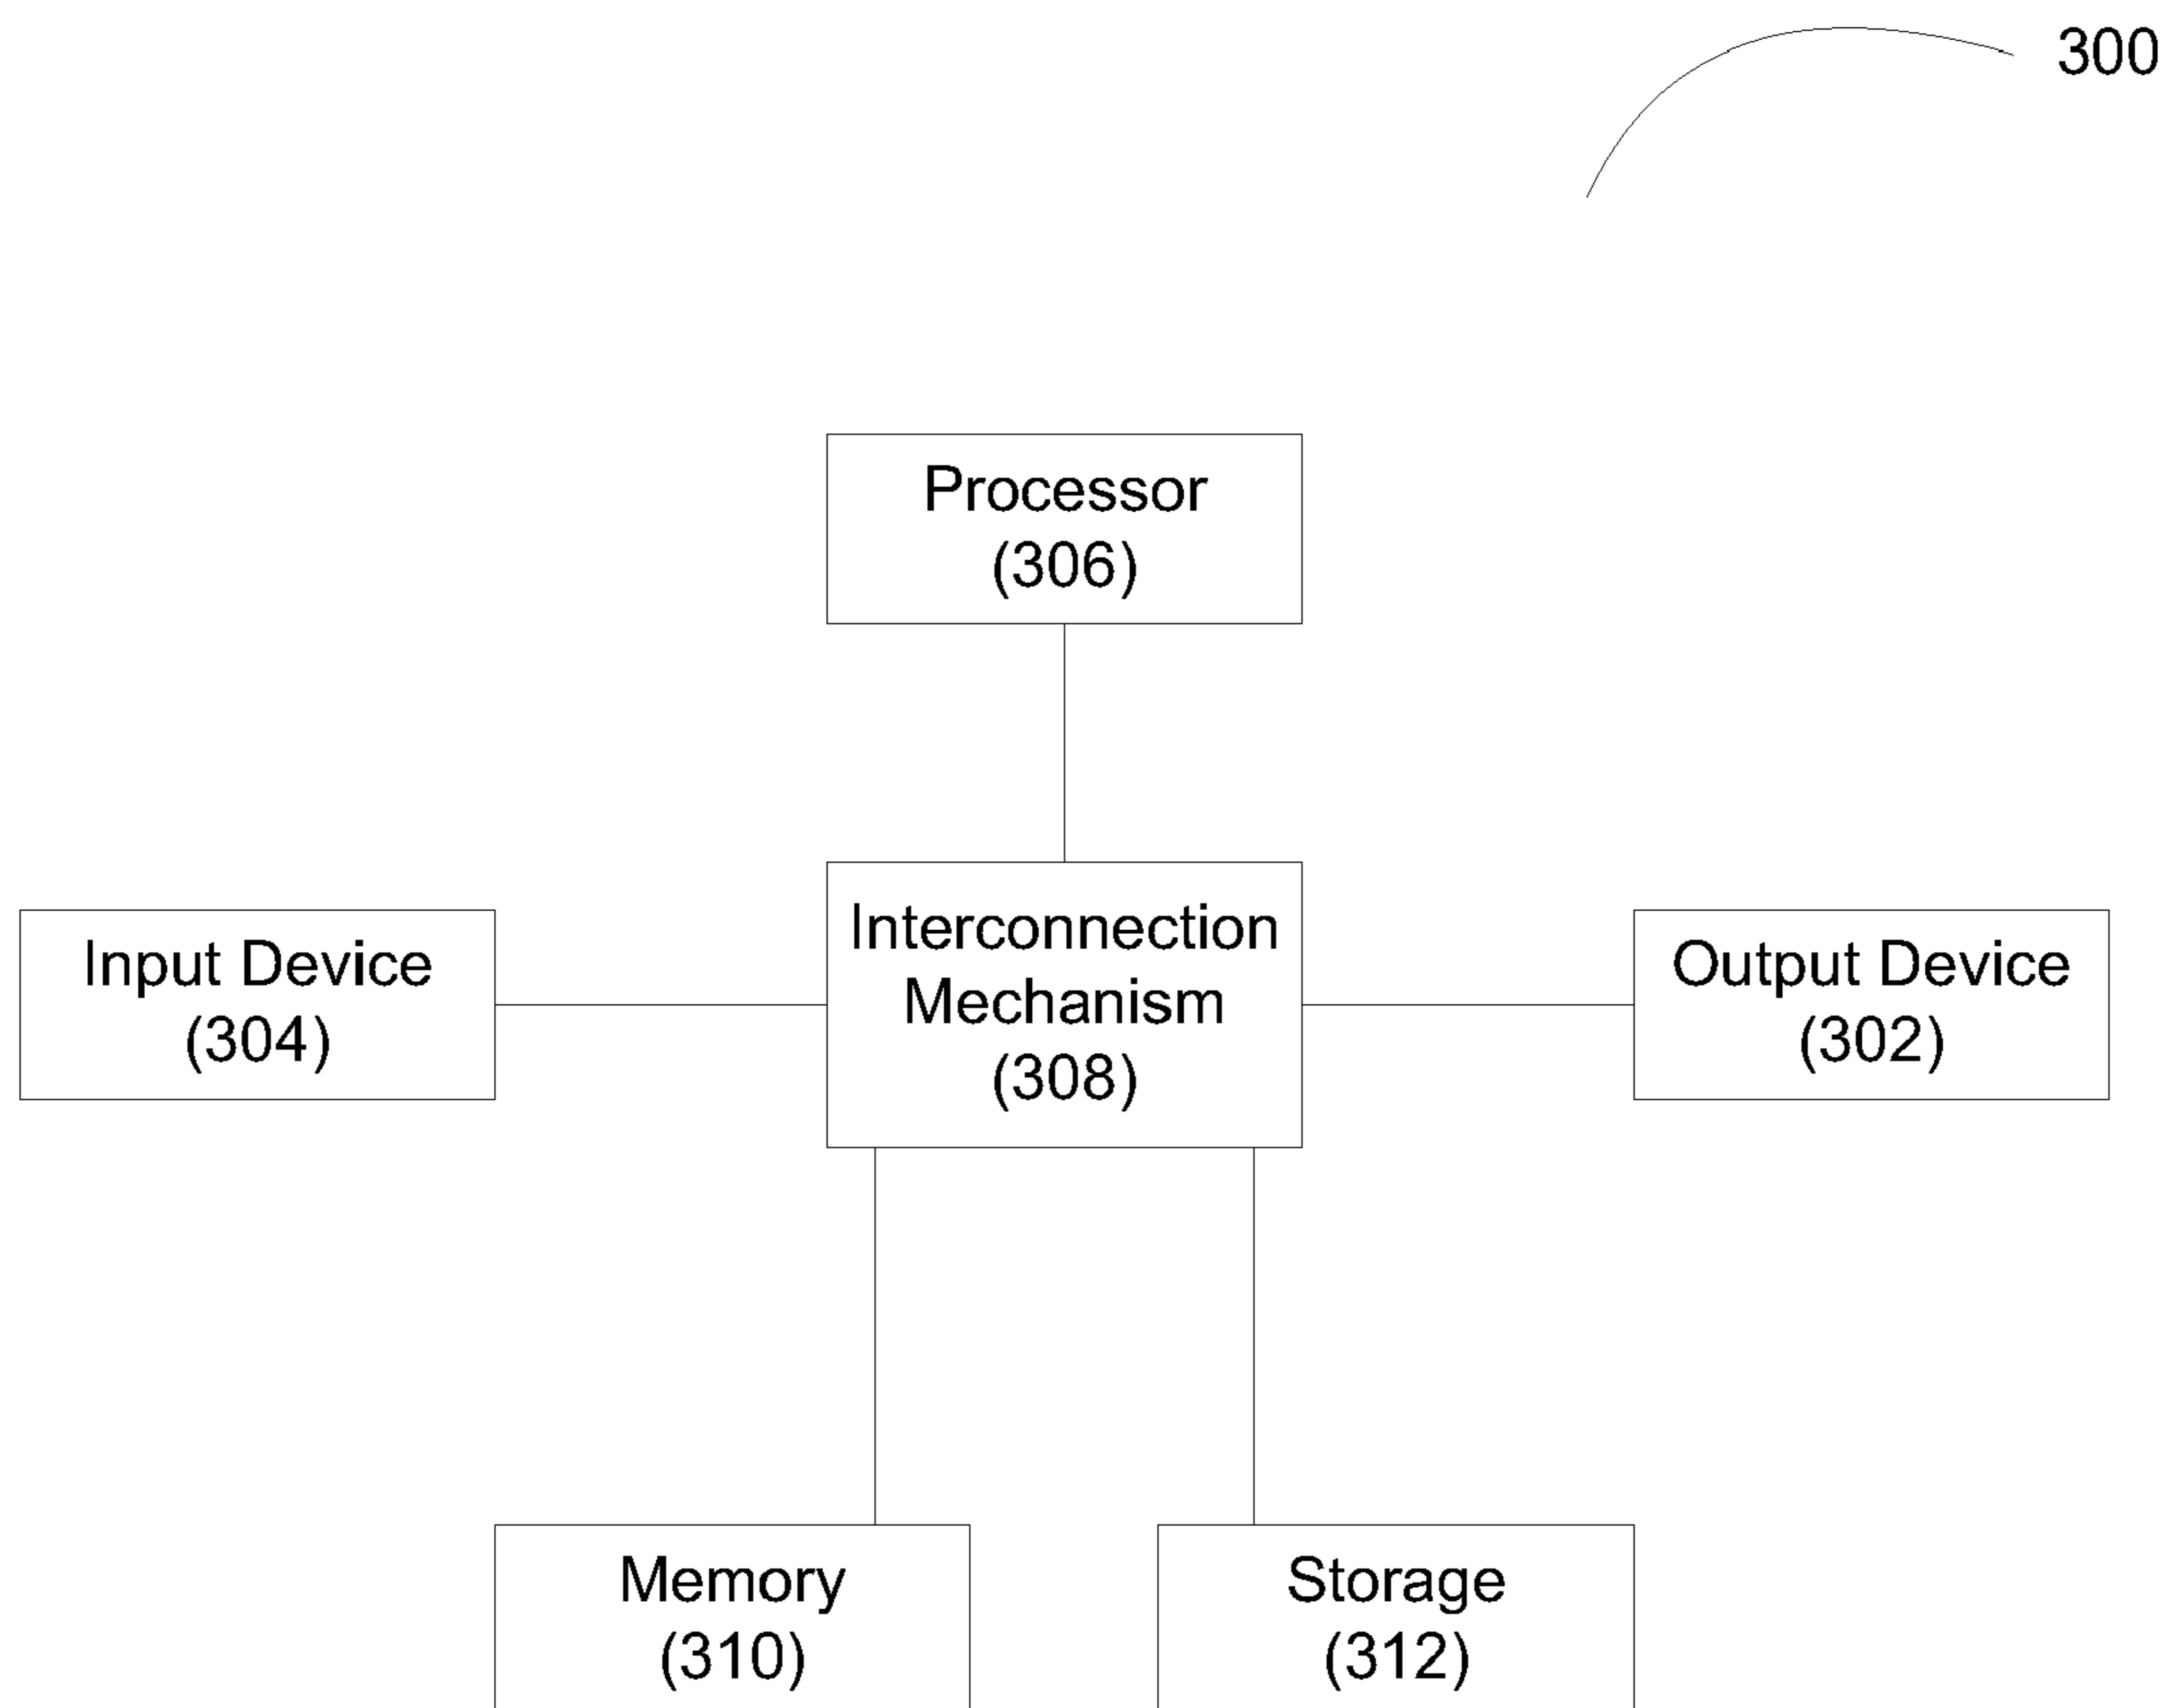 300
Processor
(306)
Interconnection
Mechanism
(308)
Input Device
(304)
Output Device
(302)
Memory
(310)
Storage
(312)